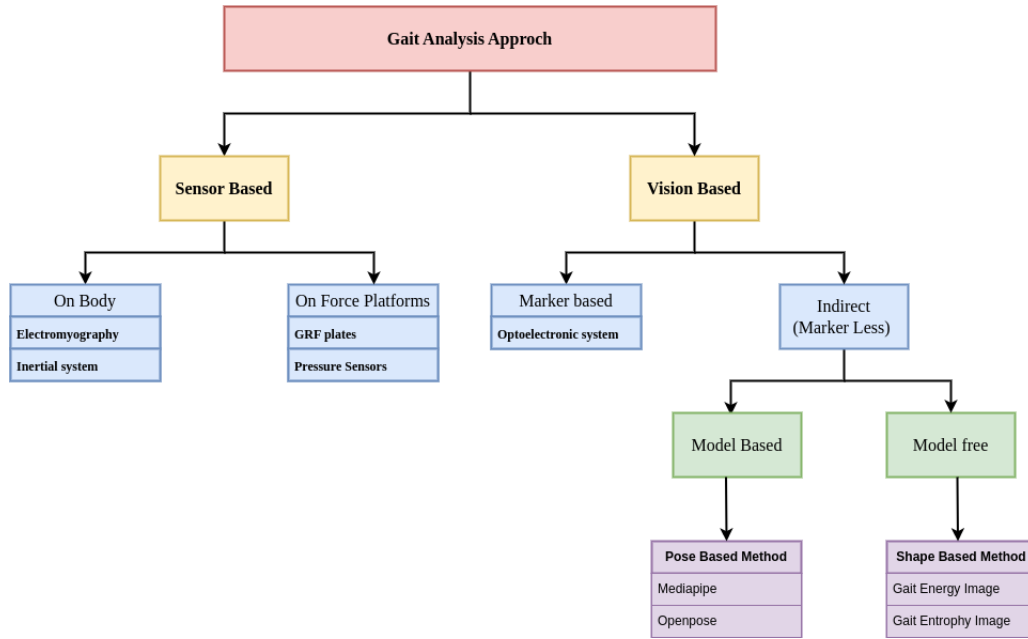 Gait Analysis Approch
Sensor Based
Vision Based
On Body
Electromyography
Inertial system
On Force Platforms
GRF plates
Pressure Sensors
Marker based
Optoelectronic system
Indirect
(Marker Less)
Model Based
Model free
Pose Based Method
Mediapipe
Openpose
Shape Based Method
Gait Energy Image
Gait Entrophy Image